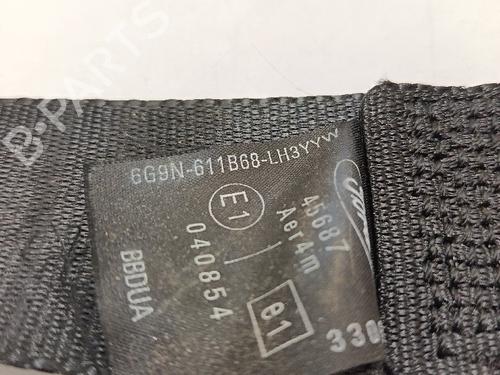 6G9N-611B68-LH3YYW
45687
Aer4m
E1
040854
e1
BBDUA
330
B-PARTS